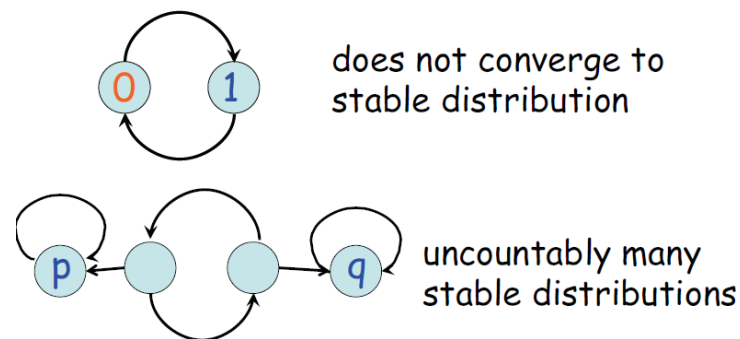 0
1
does not converge to
stable distribution
p
q
uncountably many
stable distributions